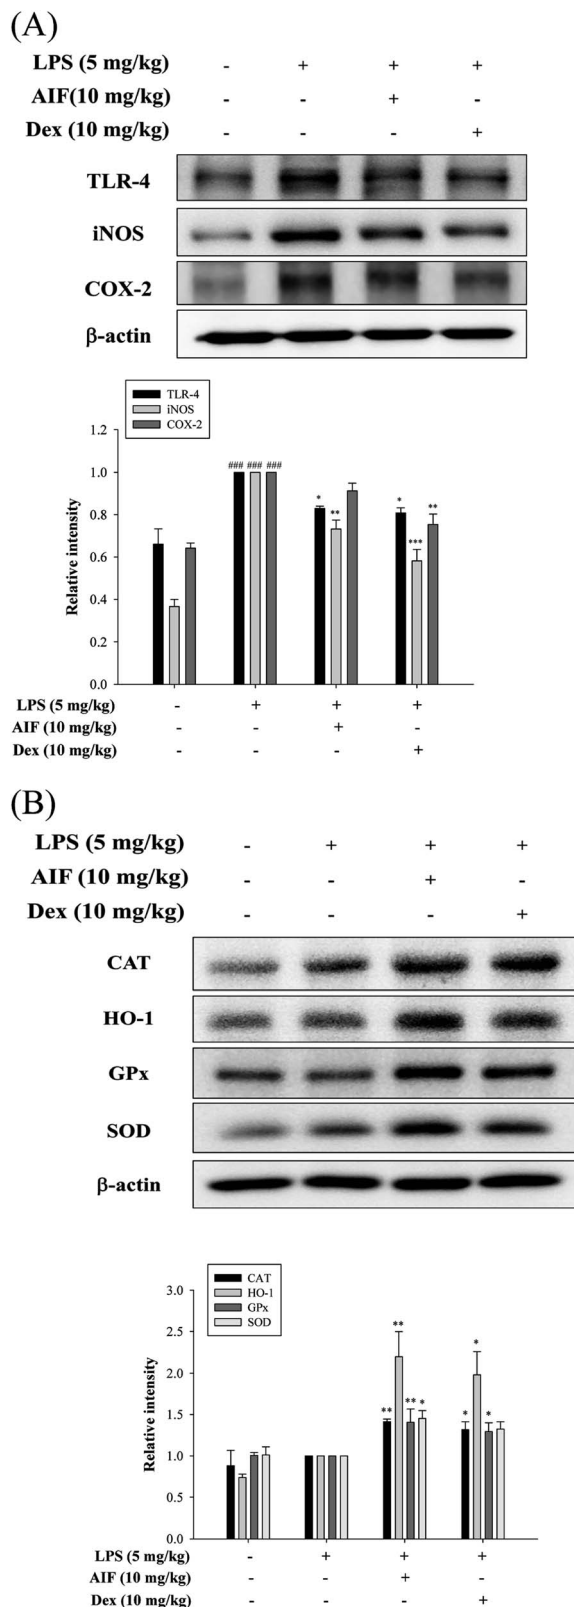 (A)
LPS (5 mg/kg) - + + +
AIF(10 mg/kg) - - + -
Dex (10 mg/kg) - - - +
TLR-4
iNOS
COX-2
β-actin
TLR-4
iNOS
COX-2
Relative intensity
1.2
1.0
0.8
0.6
0.4
0.2
0.0
### ### ###
* ** 
* *** **
LPS (5 mg/kg) - + + +
AIF (10 mg/kg) - - + -
Dex (10 mg/kg) - - - +
(B)
LPS (5 mg/kg) - + + +
AIF (10 mg/kg) - - + -
Dex (10 mg/kg) - - - +
CAT
HO-1
GPx
SOD
β-actin
CAT
HO-1
GPx
SOD
Relative intensity
3.0
2.5
2.0
1.5
1.0
0.5
0.0
** ** ** *
* * *
LPS (5 mg/kg) - + + +
AIF (10 mg/kg) - - + -
Dex (10 mg/kg) - - - +